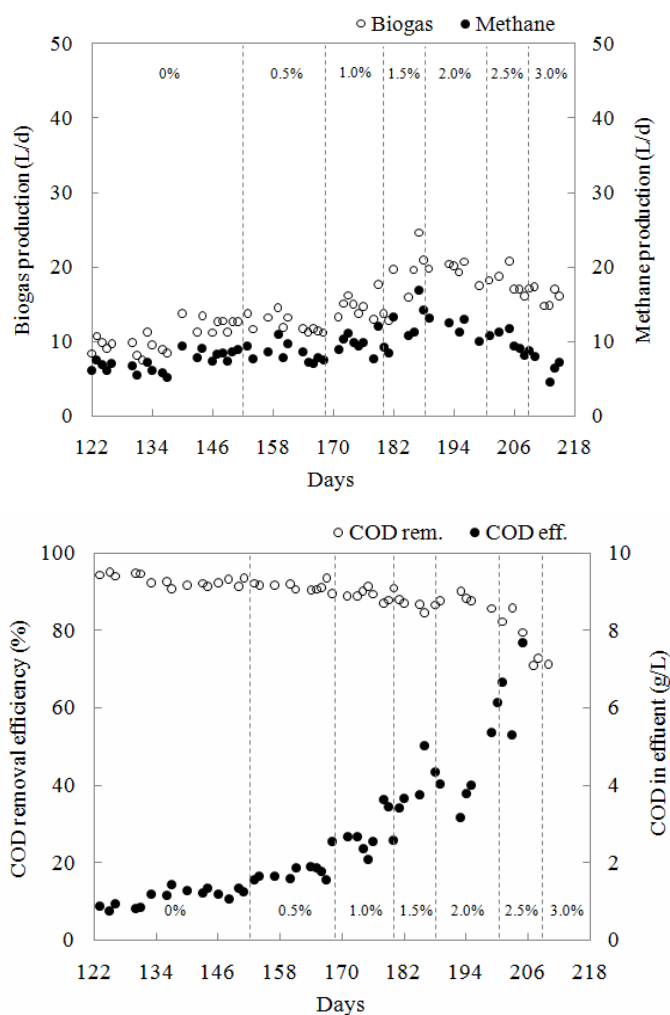 Biogas Methane
50 50
0% 0.5% 1.0% 1.5% 2.0% 2.5% 3.0%
40 40
30 30
20 20
10 10
0 0
Biogas production (L/d)
Methane production (L/d)
122 134 146 158 170 182 194 206 218
Days
COD rem. COD eff.
100 10
80 8
60 6
40 4
20 2
0% 0.5% 1.0% 1.5% 2.0% 2.5% 3.0%
0 0
COD removal efficiency (%)
COD in effuent (g/L)
122 134 146 158 170 182 194 206 218
Days